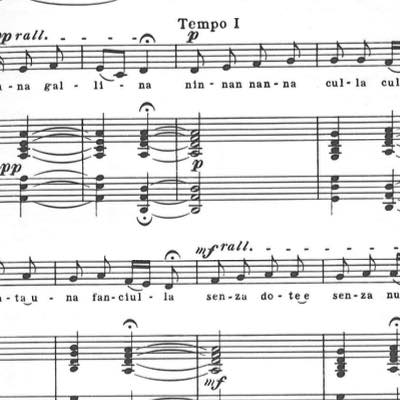 Tempo I
pp rall. - - - - p
- na gal - li - na nin - nan nan - na cul - la cul
pp p
mf rall. - - - - - -
- ta u - na fan - ciul - la sen - za do - te e sen - za nu
mf